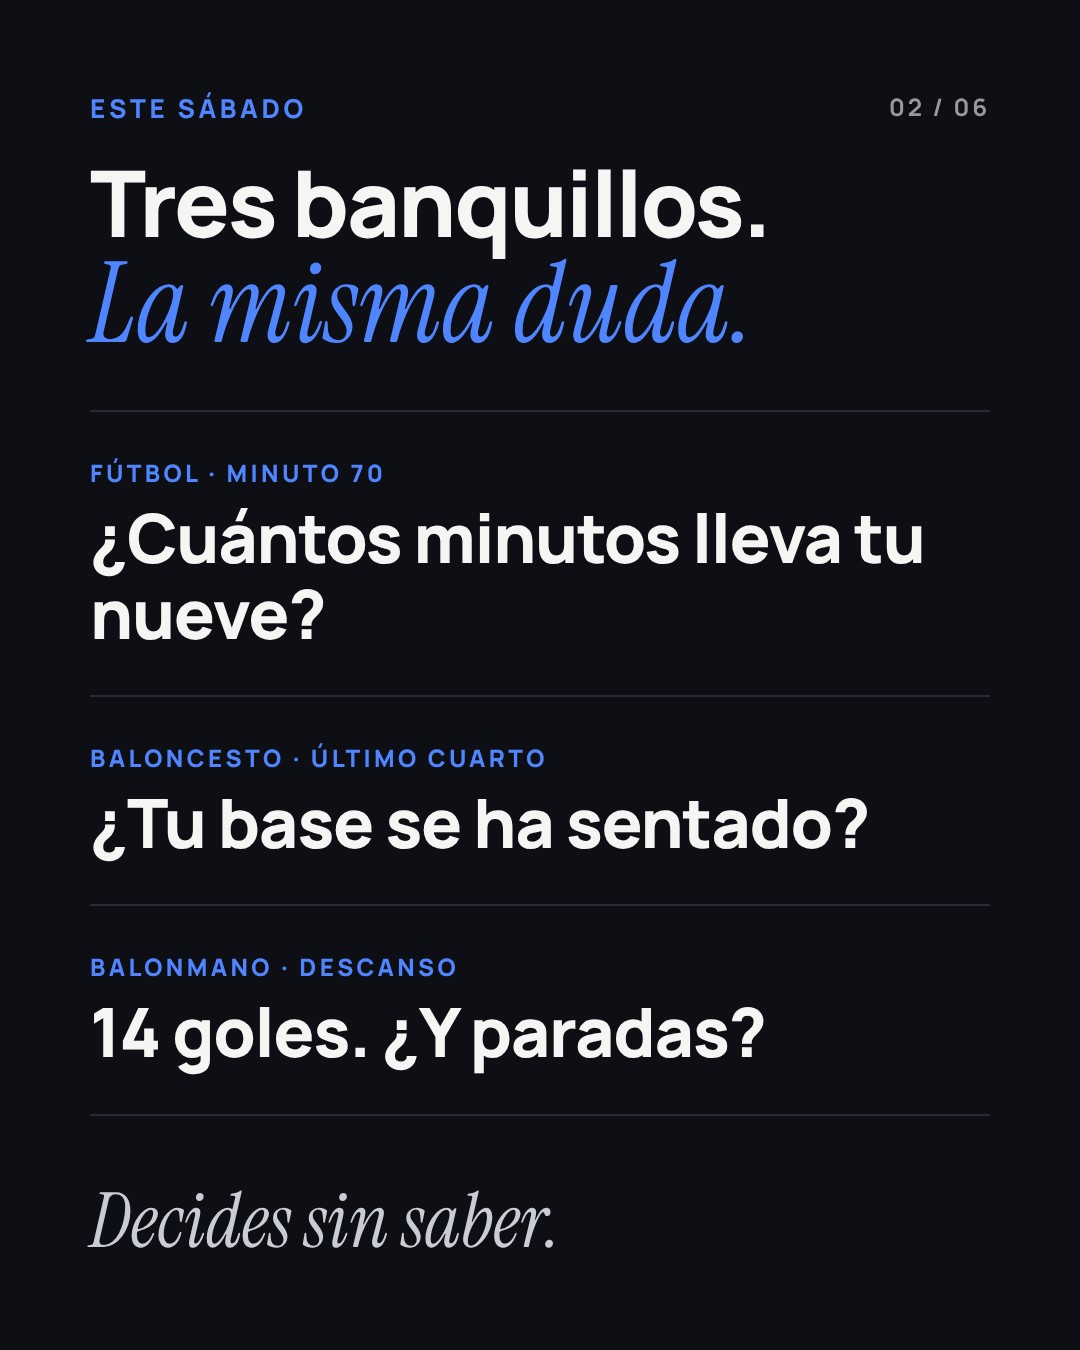 ESTE SÁBADO
02 / 06
Tres banquillos.
La misma duda.
FÚTBOL · MINUTO 70
¿Cuántos minutos lleva tu
nueve?
BALONCESTO · ÚLTIMO CUARTO
¿Tu base se ha sentado?
BALONMANO · DESCANSO
14 goles. ¿Y paradas?
Decides sin saber.